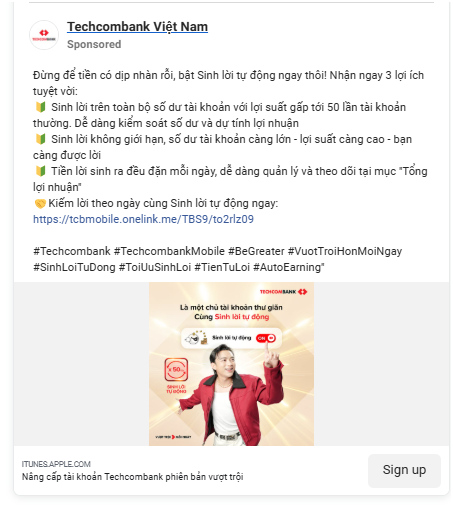 Techcombank Việt Nam
Sponsored
Đừng để tiền có dịp nhàn rỗi, bật Sinh lời tự động ngay thôi! Nhận ngay 3 lợi ích
tuyệt vời:
🔰 Sinh lời trên toàn bộ số dư tài khoản với lợi suất gấp tới 50 lần tài khoản
thường. Dễ dàng kiểm soát số dư và dự tính lợi nhuận
🔰 Sinh lời không giới hạn, số dư tài khoản càng lớn - lợi suất càng cao - bạn
càng được lời
🔰 Tiền lời sinh ra đều đặn mỗi ngày, dễ dàng quản lý và theo dõi tại mục "Tổng
lợi nhuận"
🤝Kiếm lời theo ngày cùng Sinh lời tự động ngay:
https://tcbmobile.onelink.me/TBS9/to2rlz09
#Techcombank #TechcombankMobile #BeGreater #VuotTroiHonMoiNgay
#SinhLoiTuDong #ToiUuSinhLoi #TienTuLoi #AutoEarning"
TECHCOMBANK
Là một chủ tài khoản thư giãn
Cùng Sinh lời tự động
Sinh lời tự động ON
SINH LỜI
TỰ ĐỘNG
ITUNES.APPLE.COM
Nâng cấp tài khoản Techcombank phiên bản vượt trội
Sign up